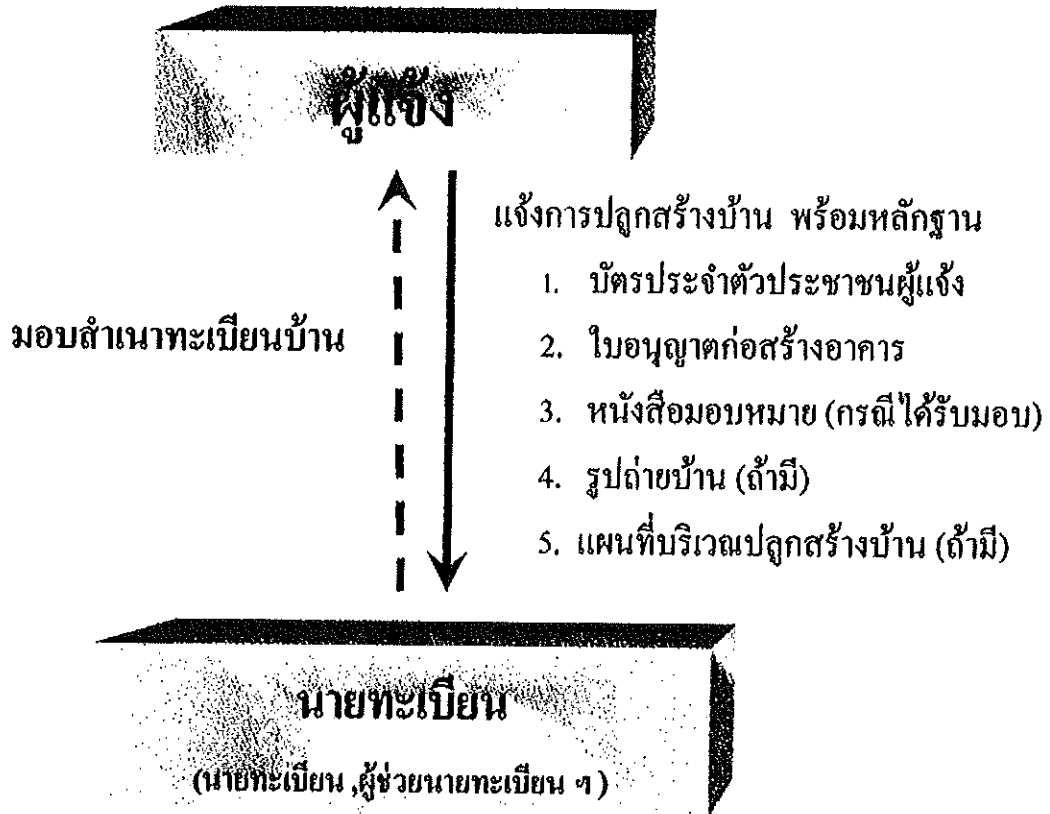 ผู้แจ้ง
แจ้งการปลูกสร้างบ้าน พร้อมหลักฐาน
1. บัตรประจำตัวประชาชนผู้แจ้ง
2. ใบอนุญาตก่อสร้างอาคาร
3. หนังสือมอบหมาย (กรณีได้รับมอบ)
4. รูปถ่ายบ้าน (ถ้ามี)
5. แผนที่บริเวณปลูกสร้างบ้าน (ถ้ามี)
มอบสำเนาทะเบียนบ้าน
นายทะเบียน
(นายทะเบียน ,ผู้ช่วยนายทะเบียน ฯ)